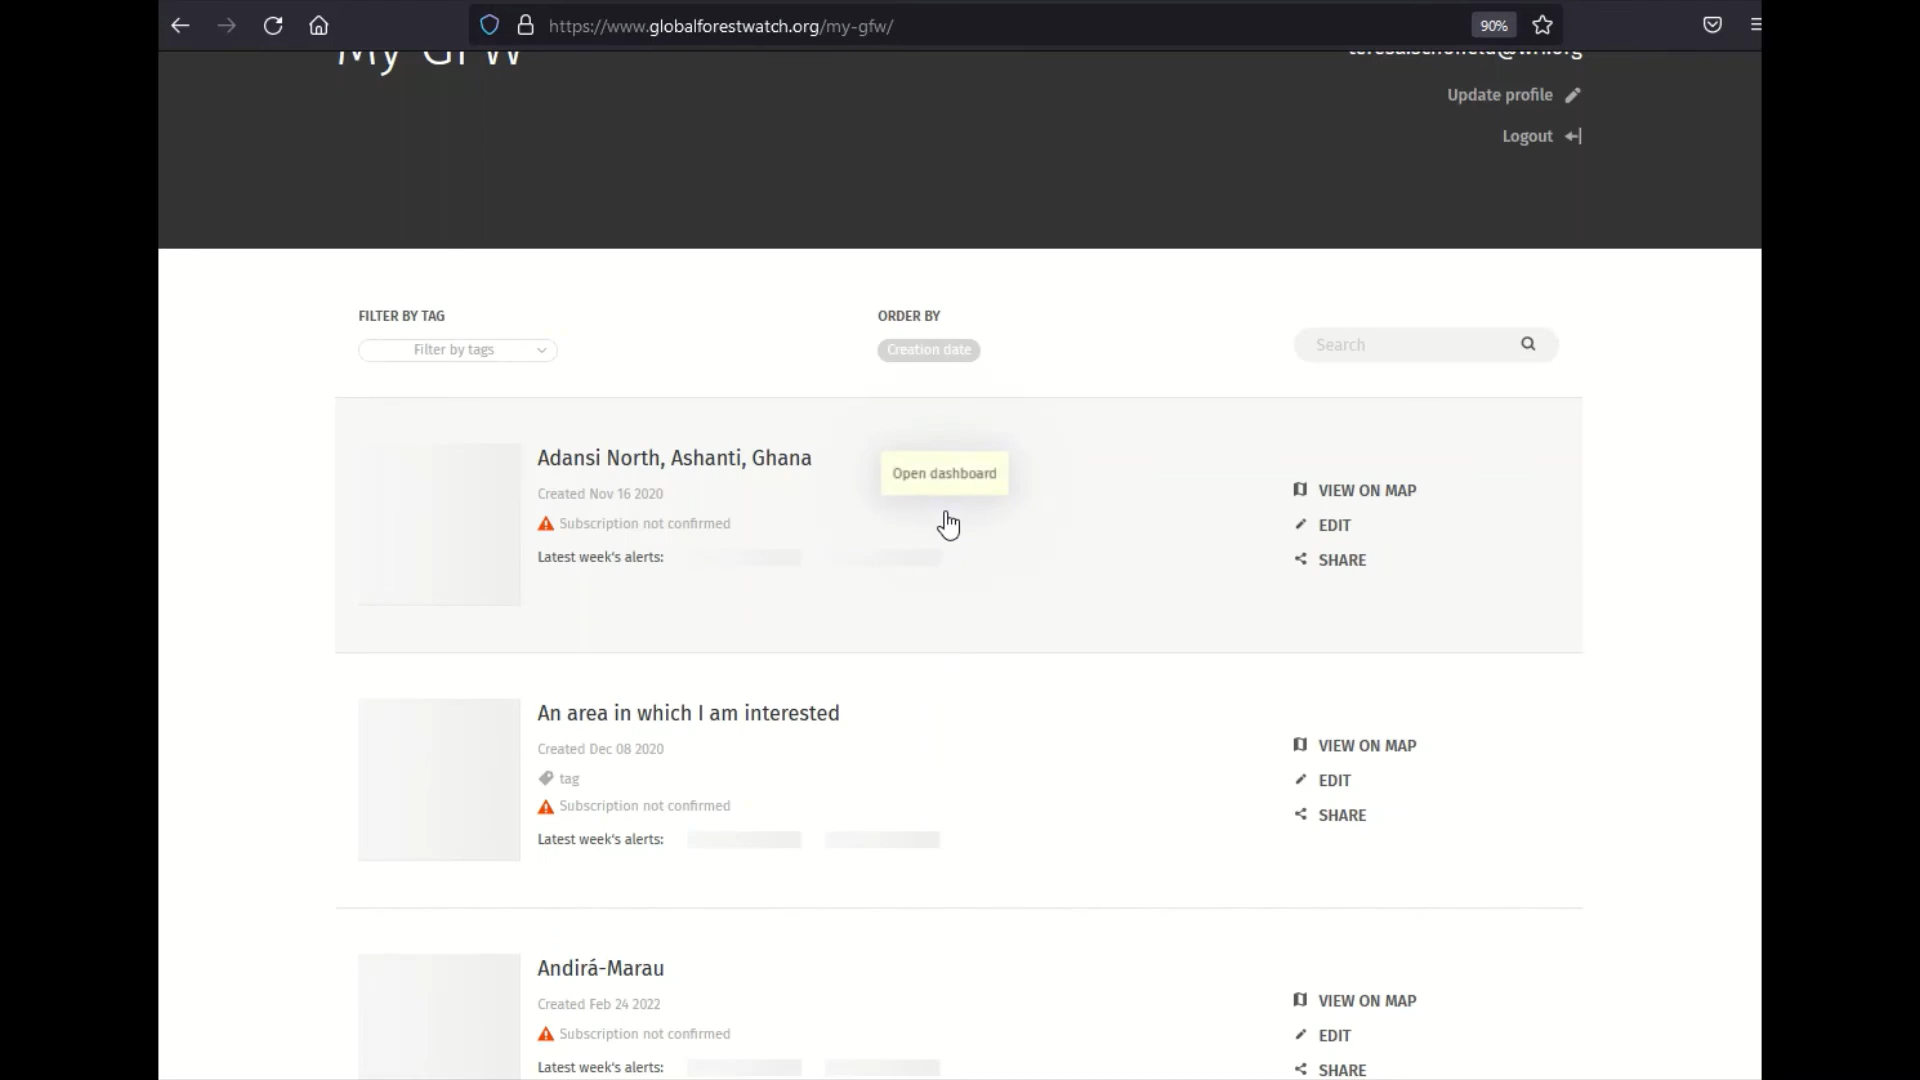 https://www.globalforestwatch.org/my-gfw/
90%
My GFW
Update profile
Logout
FILTER BY TAG
Filter by tags
ORDER BY
Creation date
Search
Adansi North, Ashanti, Ghana
Created Nov 16 2020
Subscription not confirmed
Latest week's alerts:
Open dashboard
VIEW ON MAP
EDIT
SHARE
An area in which I am interested
Created Dec 08 2020
tag
Subscription not confirmed
Latest week's alerts:
VIEW ON MAP
EDIT
SHARE
Andirá-Marau
Created Feb 24 2022
Subscription not confirmed
Latest week's alerts:
VIEW ON MAP
EDIT
SHARE